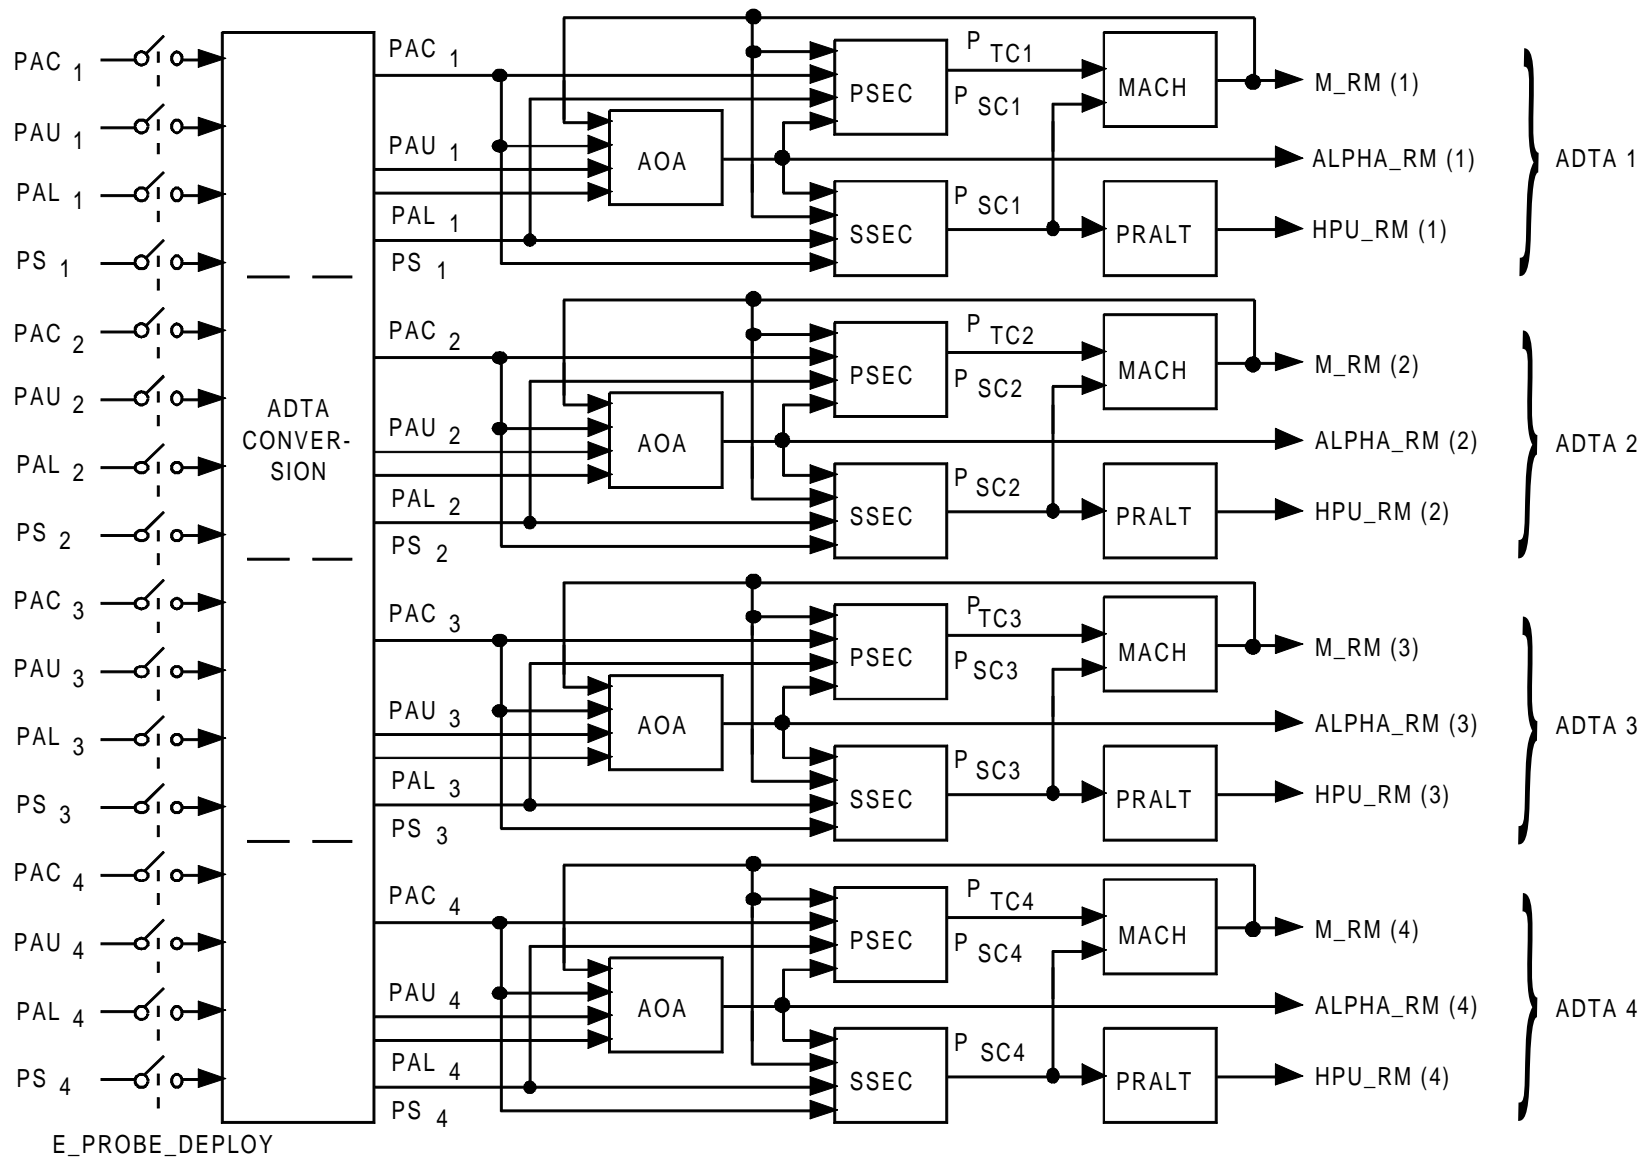 PAC 1
PAU 1
PAL 1
PS 1
PAC 2
PAU 2
PAL 2
PS 2
PAC 3
PAU 3
PAL 3
PS 3
PAC 4
PAU 4
PAL 4
PS 4
E_PROBE_DEPLOY
ADTA
CONVER-
SION
PAC 1
PAU 1
PAL 1
PS 1
AOA
PSEC
SSEC
P TC1
P SC1
P SC1
MACH
PRALT
M_RM (1)
ALPHA_RM (1)
HPU_RM (1)
ADTA 1
PAC 2
PAU 2
PAL 2
PS 2
AOA
PSEC
SSEC
P TC2
P SC2
P SC2
MACH
PRALT
M_RM (2)
ALPHA_RM (2)
HPU_RM (2)
ADTA 2
PAC 3
PAU 3
PAL 3
PS 3
AOA
PSEC
SSEC
P TC3
P SC3
P SC3
MACH
PRALT
M_RM (3)
ALPHA_RM (3)
HPU_RM (3)
ADTA 3
PAC 4
PAU 4
PAL 4
PS 4
AOA
PSEC
SSEC
P TC4
P SC4
P SC4
MACH
PRALT
M_RM (4)
ALPHA_RM (4)
HPU_RM (4)
ADTA 4